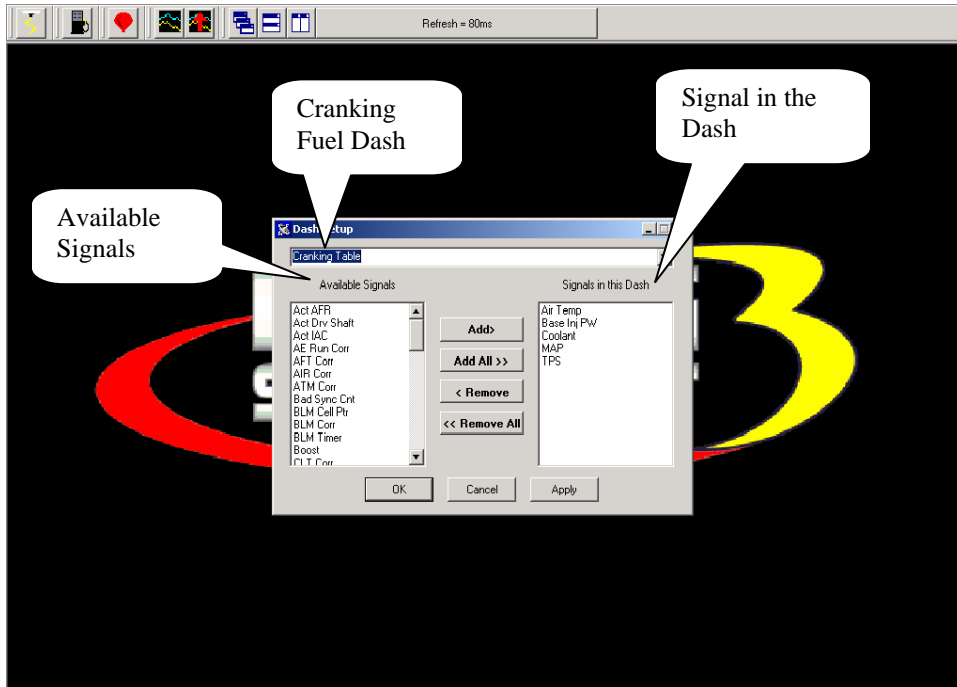 Refresh = 80ms
Cranking
Fuel Dash
Signal in the
Dash
Available
Signals
Dash Setup
Cranking Table
Available Signals
Signals in this Dash
Act AFR
Act Drv Shaft
Act IAC
AE Run Corr
AFT Corr
AIR Corr
ATM Corr
Bad Sync Cnt
BLM Cell Ptr
BLM Corr
BLM Timer
Boost
CLT Corr
Add>
Add All >>
< Remove
<< Remove All
Air Temp
Base Inj PW
Coolant
MAP
TPS
OK
Cancel
Apply